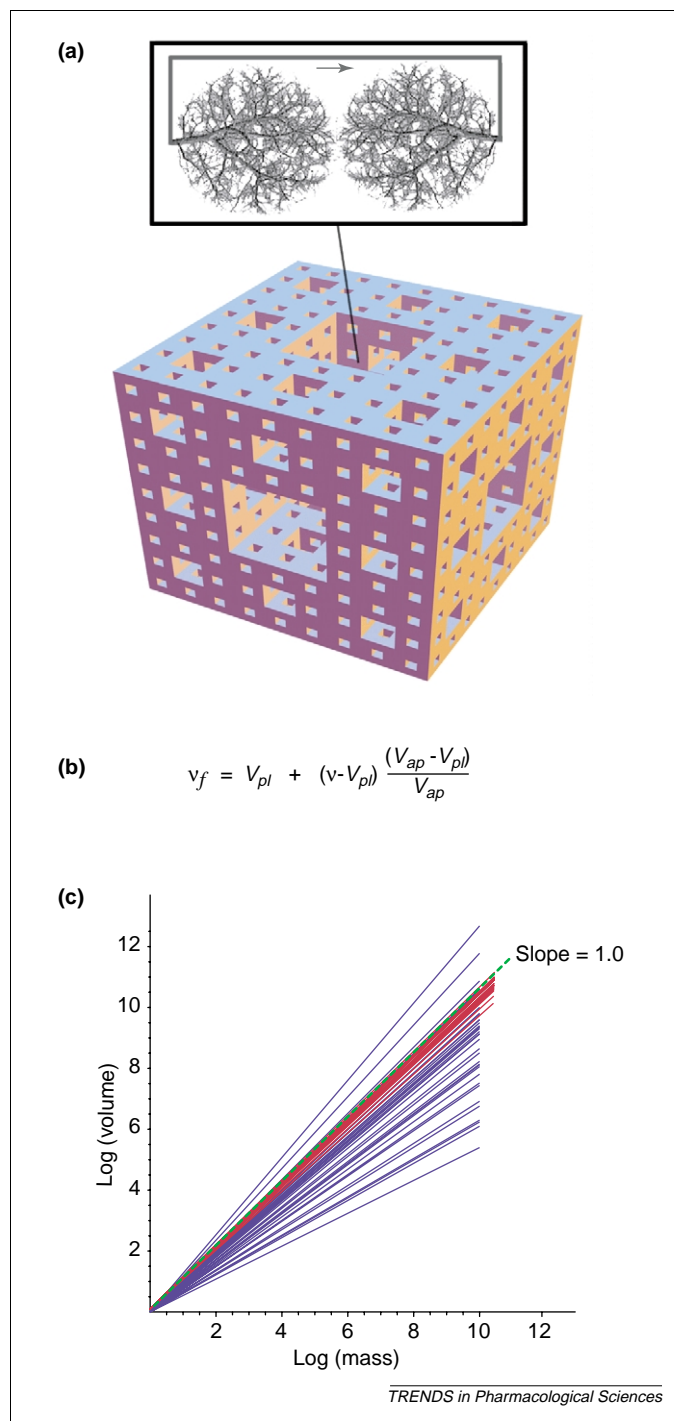 (a)
(b)
νf = Vpl + (ν-Vpl) (Vap -Vpl) / Vap
(c)
12
10
8
6
4
2
Log (volume)
Slope = 1.0
2 4 6 8 10 12
Log (mass)
TRENDS in Pharmacological Sciences